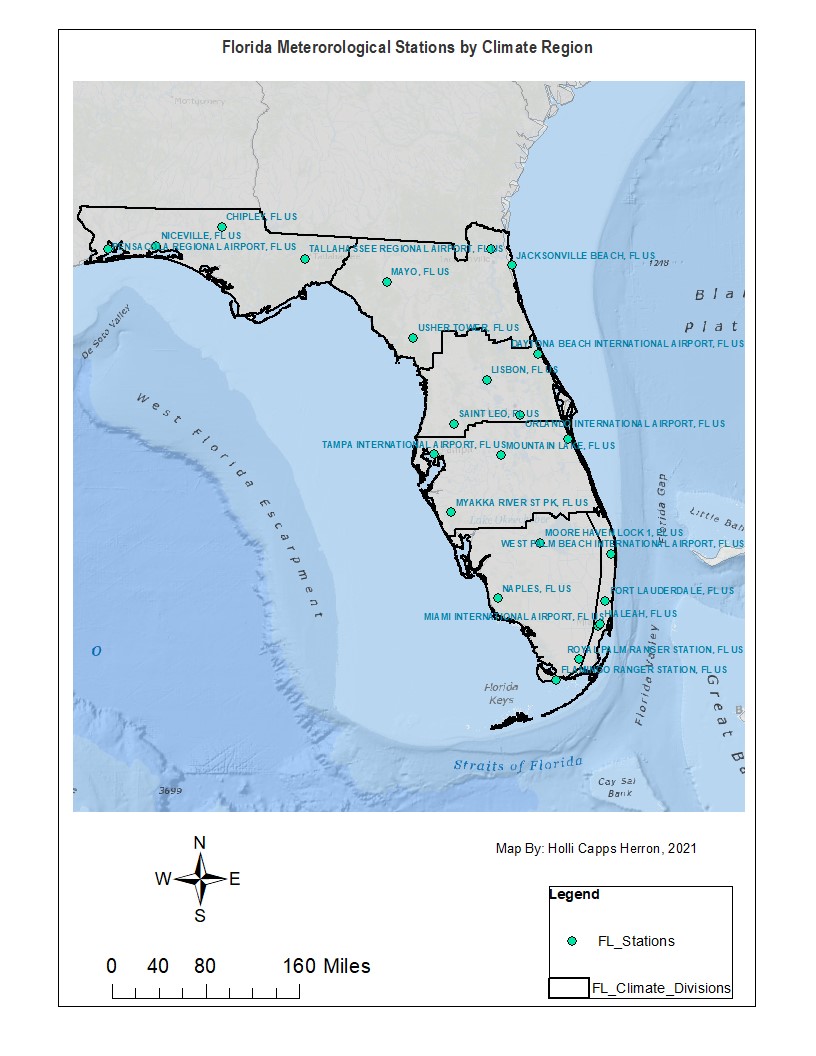 Florida Meterorological Stations by Climate Region
Montgomery
CHIPLEY, FL US
NICEVILLE, FL US
PENSACOLA REGIONAL AIRPORT, FL US
TALLAHASSEE REGIONAL AIRPORT, FL US
JACKSONVILLE BEACH, FL US
1248
MAYO, FL US
Blake
Plat
De Soto Valley
USHER TOWER, FL US
DAYTONA BEACH INTERNATIONAL AIRPORT, FL US
LISBON, FL US
West Florida Escarpment
SAINT LEO, FL US
ORLANDO INTERNATIONAL AIRPORT, FL US
TAMPA INTERNATIONAL AIRPORT, FL US
MOUNTAIN LAKE, FL US
MYAKKA RIVER ST PK, FL US
Florida Gap
Little Bah
MOORE HAVEN LOCK 1, FL US
WEST PALM BEACH INTERNATIONAL AIRPORT, FL US
NAPLES, FL US
FORT LAUDERDALE, FL US
MIAMI INTERNATIONAL AIRPORT, FL US
HIALEAH, FL US
O
ROYAL PALM RANGER STATION, FL US
FLAMINGO RANGER STATION, FL US
Florida Valley
Florida
Keys
Great Ba
B
Straits of Florida
Cay Sal
Bank
3699
N
W E
S
Map By: Holli Capps Herron, 2021
Legend
FL_Stations
FL_Climate_Divisions
0 40 80 160 Miles